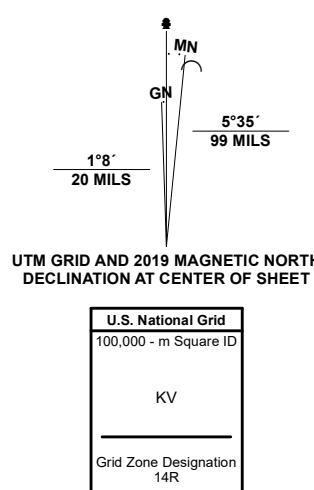 MN
GN
5°35´
99 MILS
1°8´
20 MILS
UTM GRID AND 2019 MAGNETIC NORTH
DECLINATION AT CENTER OF SHEET
U.S. National Grid
100,000 - m Square ID
KV
Grid Zone Designation
14R